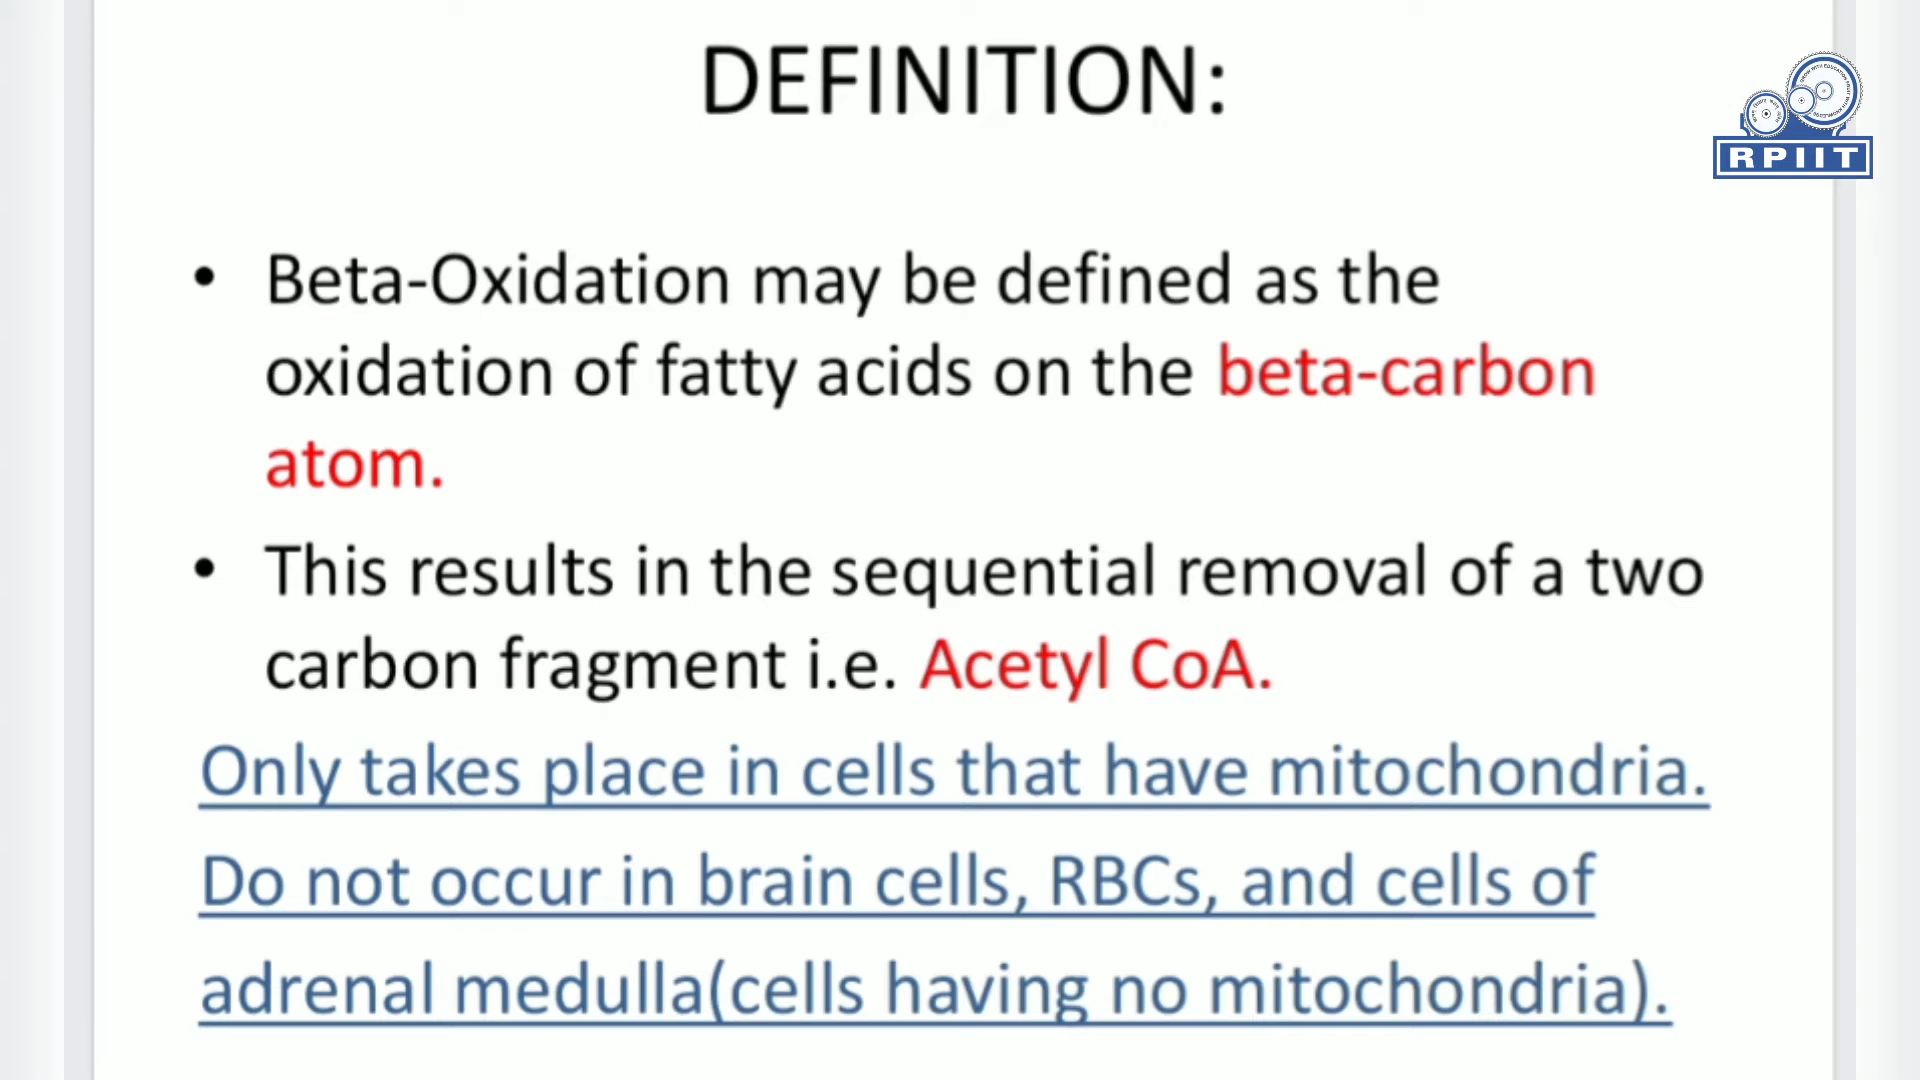 DEFINITION:
RPIIT
• Beta-Oxidation may be defined as the
oxidation of fatty acids on the beta-carbon
atom.
• This results in the sequential removal of a two
carbon fragment i.e. Acetyl CoA.
Only takes place in cells that have mitochondria.
Do not occur in brain cells, RBCs, and cells of
adrenal medulla(cells having no mitochondria).